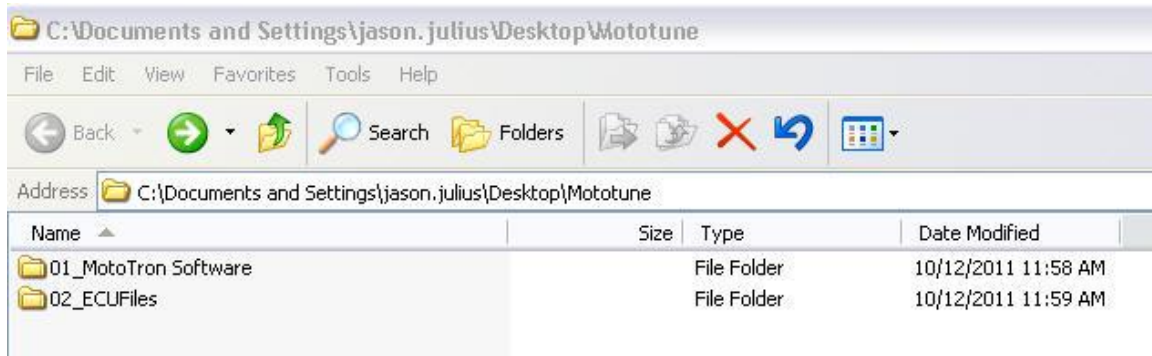 C:\Documents and Settings\jason.julius\Desktop\Mototune
File Edit View Favorites Tools Help
Back Search Folders
Address C:\Documents and Settings\jason.julius\Desktop\Mototune
Name Size Type Date Modified
01_MotoTron Software File Folder 10/12/2011 11:58 AM
02_ECUFiles File Folder 10/12/2011 11:59 AM